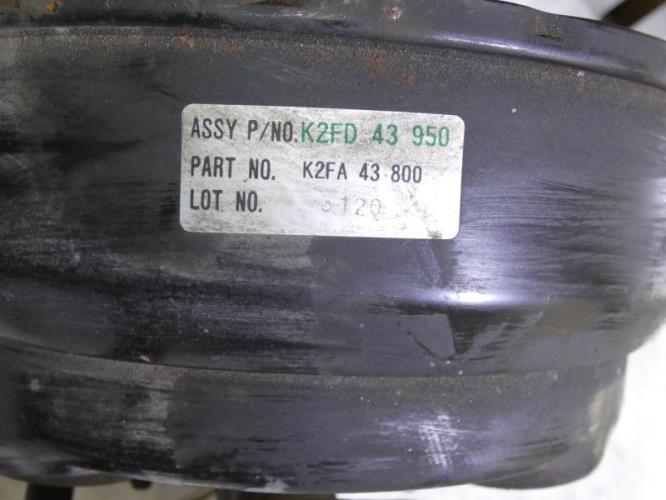 ASSY P/NO. K2FD 43 950
PART NO. K2FA 43 800
LOT NO.